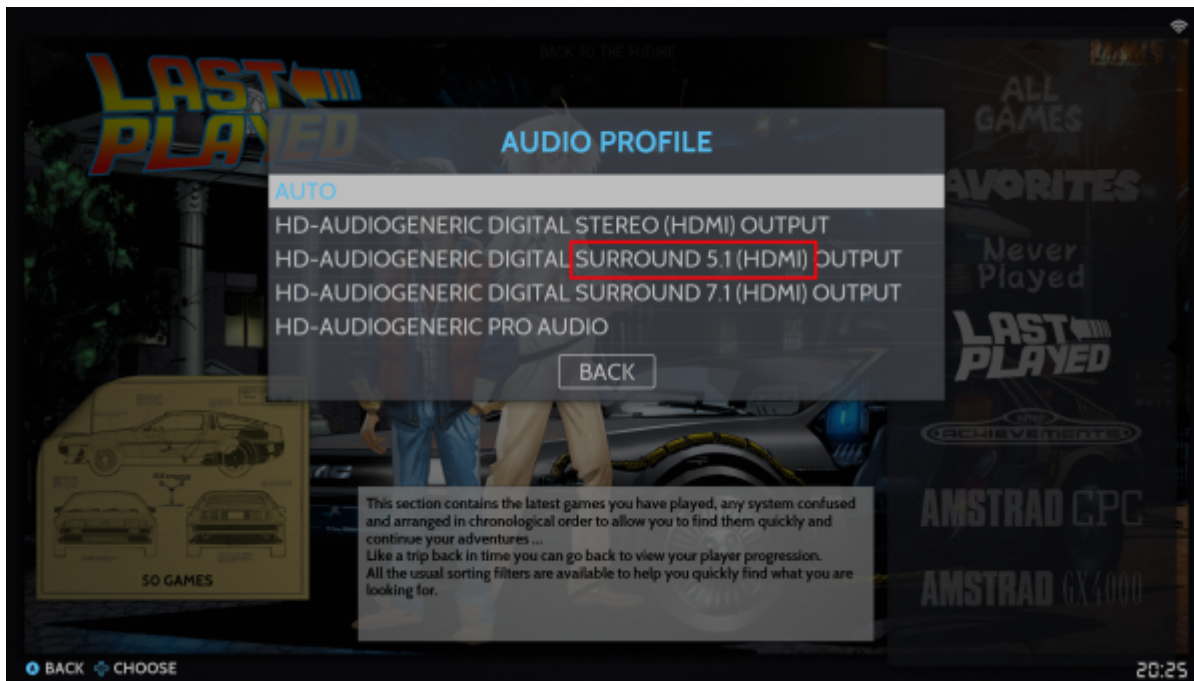 BACK TO THE FUTURE
LAST
PLAYED
ALL
GAMES
AUDIO PROFILE
AUTO
HD-AUDIOGENERIC DIGITAL STEREO (HDMI) OUTPUT
HD-AUDIOGENERIC DIGITAL SURROUND 5.1 (HDMI) OUTPUT
HD-AUDIOGENERIC DIGITAL SURROUND 7.1 (HDMI) OUTPUT
HD-AUDIOGENERIC PRO AUDIO
BACK
AVORITES
Never
Played
LAST
PLAYED
ACHIEVEMENTS
AMSTRAD CPC
AMSTRAD GX4000
50 GAMES
This section contains the latest games you have played, any system confused
and arranged in chronological order to allow you to find them quickly and
continue your adventures ...
Like a trip back in time you can go back to view your player progression.
All the usual sorting filters are available to help you quickly find what you are
looking for.
BACK CHOOSE
20:25